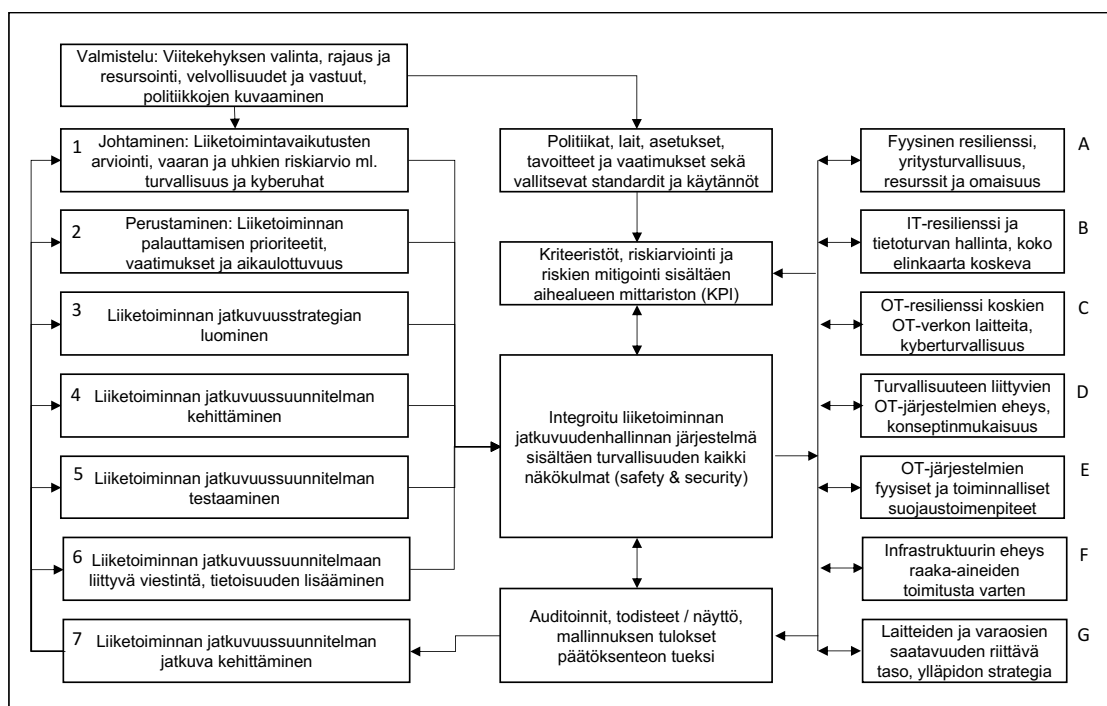 Valmistelu: Viitekehyksen valinta, rajaus ja
resursointi, velvollisuudet ja vastuut,
politiikkojen kuvaaminen
1
Johtaminen: Liiketoimintavaikutusten
arviointi, vaaran ja uhkien riskiarvio ml.
turvallisuus ja kyberuhat
2
Perustaminen: Liiketoiminnan
palauttamisen prioriteetit,
vaatimukset ja aikaulottuvuus
3
Liiketoiminnan jatkuvuusstrategian
luominen
4
Liiketoiminnan jatkuvuussuunnitelman
kehittäminen
5
Liiketoiminnan jatkuvuussuunnitelman
testaaminen
6
Liiketoiminnan jatkuvuussuunnitelmaan
liittyvä viestintä, tietoisuuden lisääminen
7
Liiketoiminnan jatkuvuussuunnitelman
jatkuva kehittäminen
Politiikat, lait, asetukset,
tavoitteet ja vaatimukset sekä
vallitsevat standardit ja käytännöt
Kriteeristöt, riskiarviointi ja
riskien mitigointi sisältäen
aihealueen mittariston (KPI)
Integroitu liiketoiminnan
jatkuvuudenhallinnan järjestelmä
sisältäen turvallisuuden kaikki
näkökulmat (safety & security)
Auditoinnit, todisteet / näyttö,
mallinnuksen tulokset
päätöksenteon tueksi
Fyysinen resilienssi,
yritysturvallisuus,
resurssit ja omaisuus
A
IT-resilienssi ja
tietoturvan hallinta, koko
elinkaarta koskeva
B
OT-resilienssi koskien
OT-verkon laitteita,
kyberturvallisuus
C
Turvallisuuteen liittyvien
OT-järjestelmien eheys,
konseptinmukaisuus
D
OT-järjestelmien
fyysiset ja toiminnalliset
suojaustoimenpiteet
E
Infrastruktuurin eheys
raaka-aineiden
toimitusta varten
F
Laitteiden ja varaosien
saatavuuden riittävä
taso, ylläpidon strategia
G